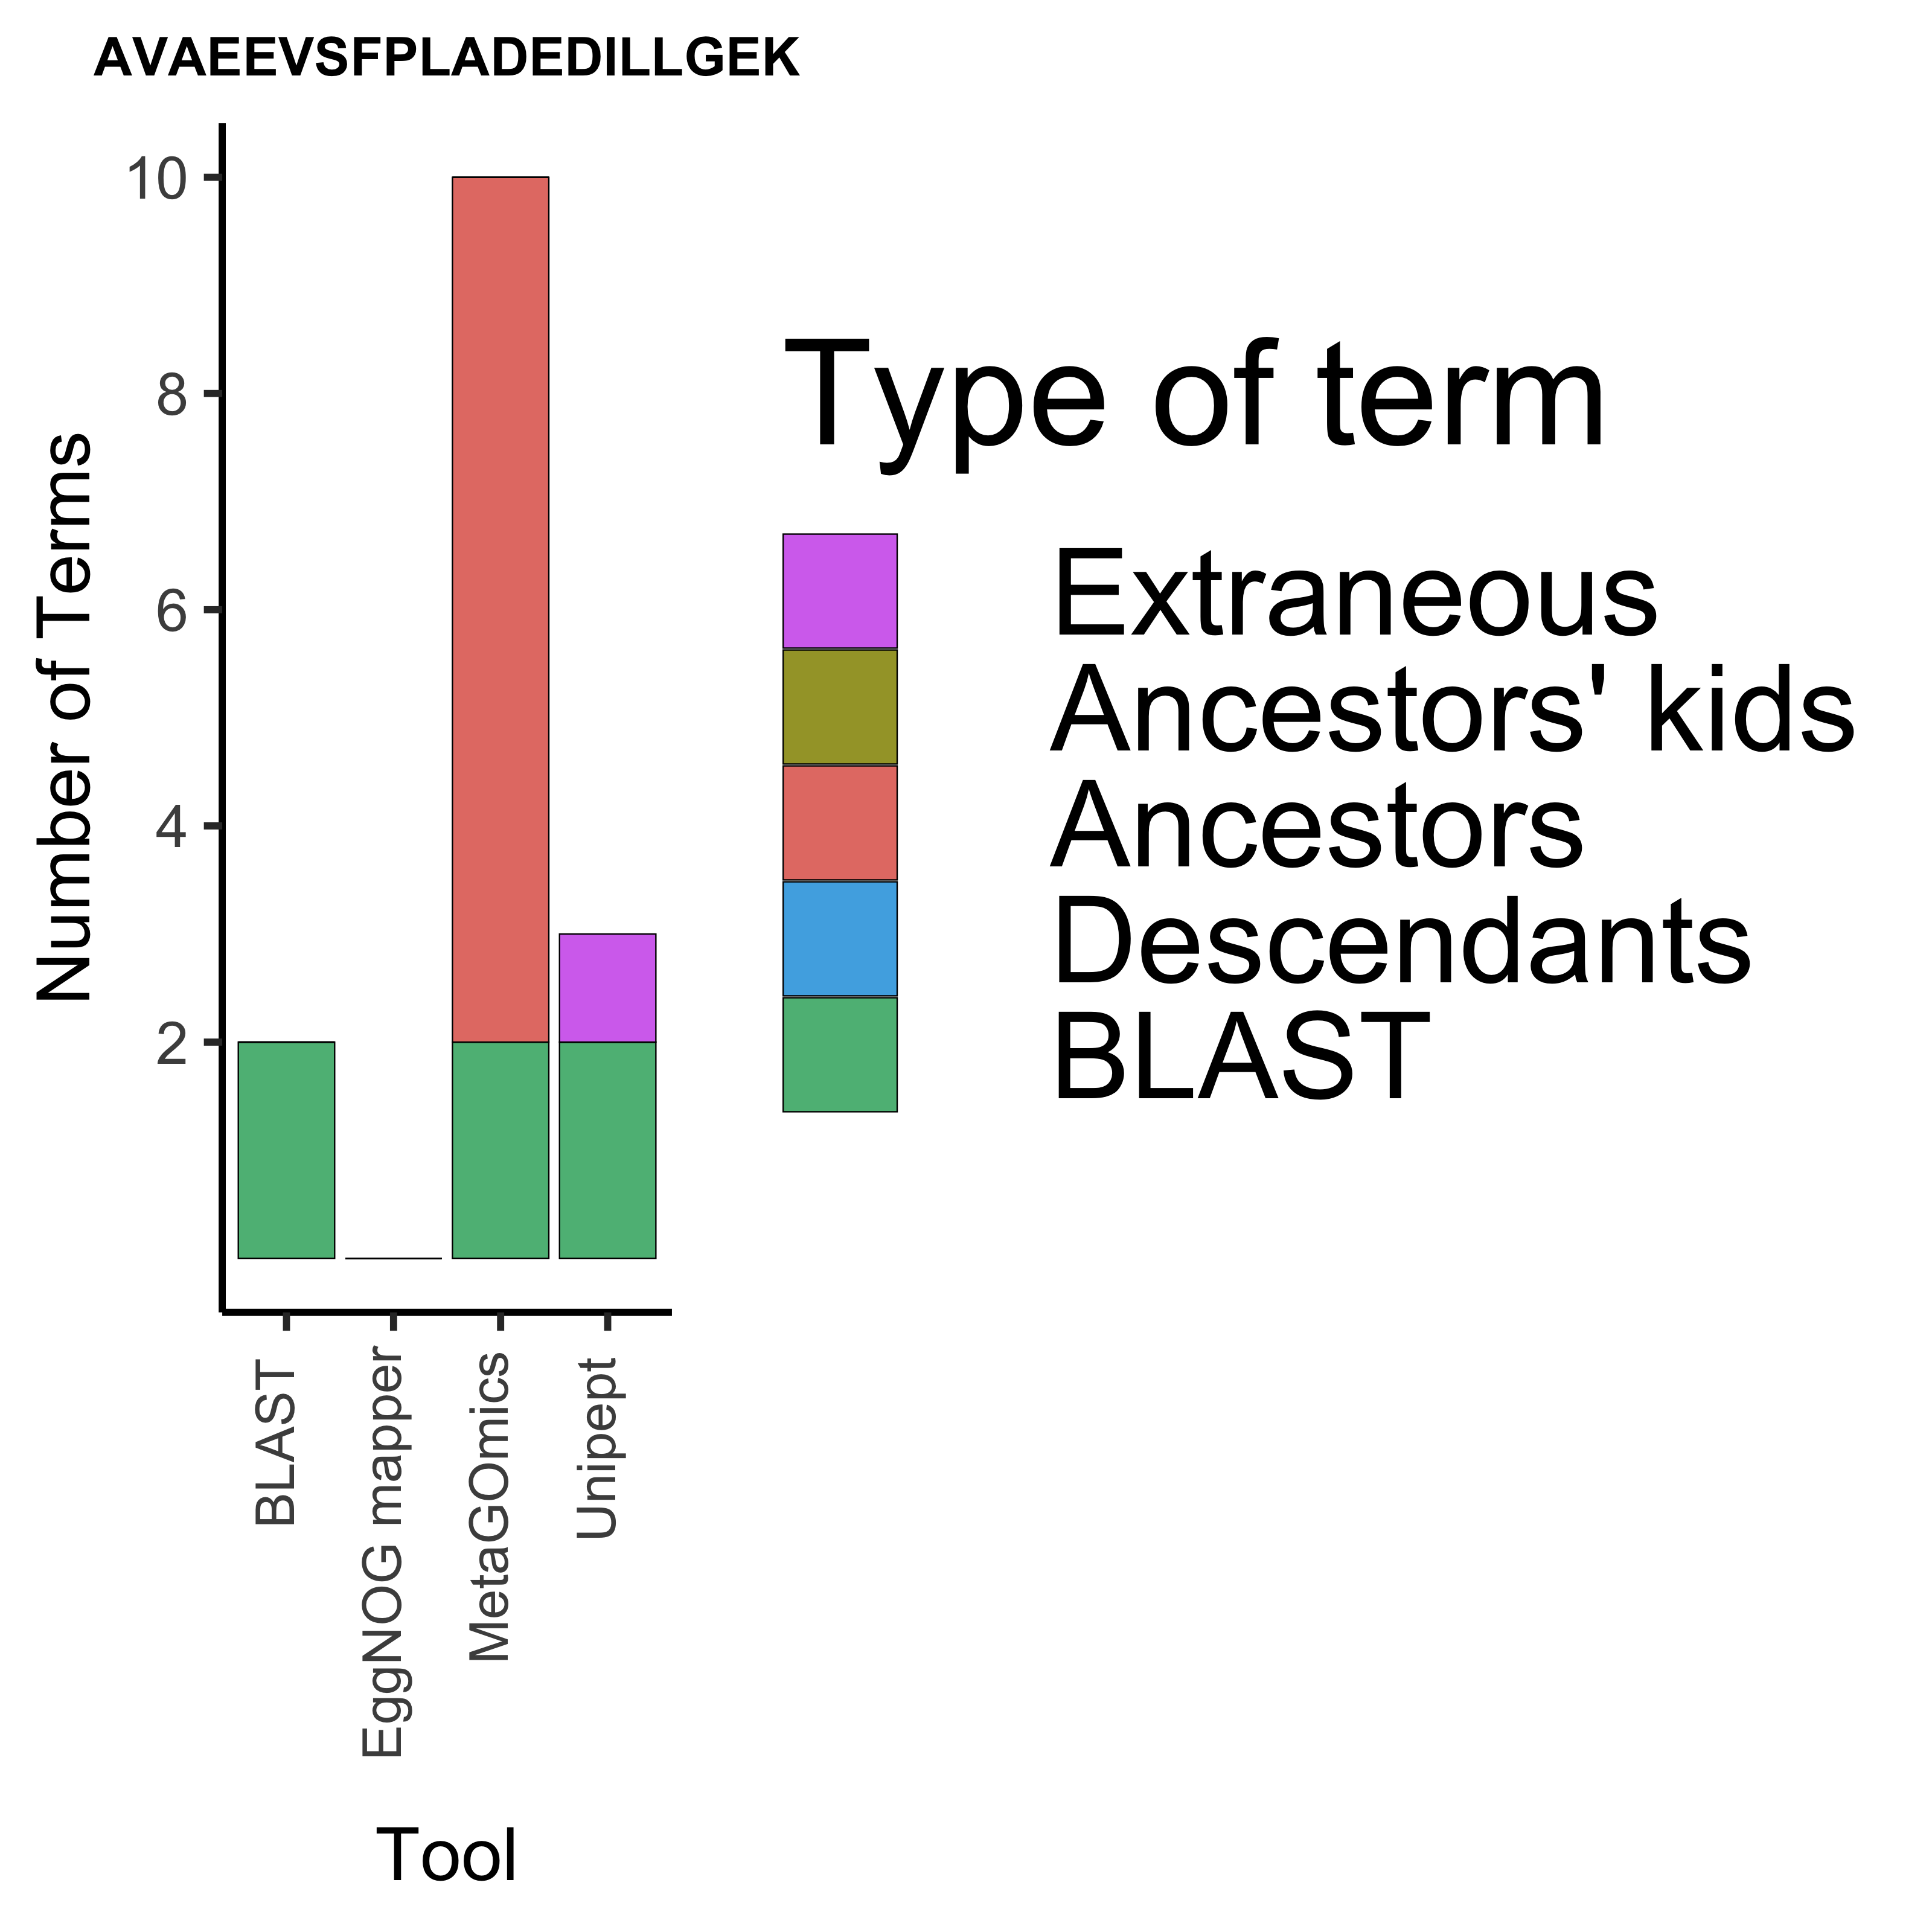 AVAEEVSFPLADEDILLGEK
10
8
6
4
2
Number of Terms
BLAST
EggNOG mapper
MetaGOmics
Unipept
Tool
Type of term
Extraneous
Ancestors' kids
Ancestors
Descendants
BLAST